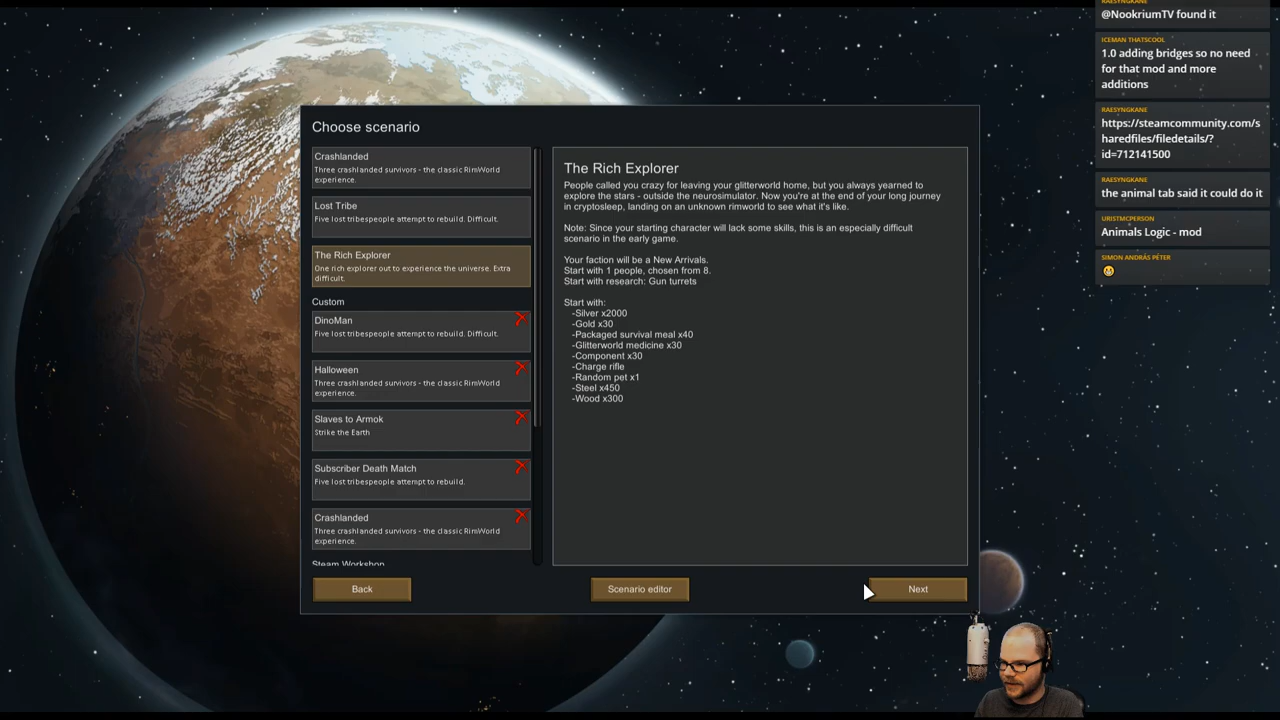 Choose scenario
Crashlanded
Three crashlanded survivors - the classic RimWorld
experience.
Lost Tribe
Five lost tribespeople attempt to rebuild. Difficult.
The Rich Explorer
One rich explorer out to experience the universe. Extra
difficult.
Custom
DinoMan
Five lost tribespeople attempt to rebuild. Difficult.
Halloween
Three crashlanded survivors - the classic RimWorld
experience.
Slaves to Armok
Strike the Earth
Subscriber Death Match
Five lost tribespeople attempt to rebuild.
Crashlanded
Three crashlanded survivors - the classic RimWorld
experience.
Steam Workshop
The Rich Explorer
People called you crazy for leaving your glitterworld home, but you always yearned to
explore the stars - outside the neurosimulator. Now you're at the end of your long journey
in cryptosleep, landing on an unknown rimworld to see what it's like.
Note: Since your starting character will lack some skills, this is an especially difficult
scenario in the early game.
Your faction will be a New Arrivals.
Start with 1 people, chosen from 8.
Start with research: Gun turrets
Start with:
-Silver x2000
-Gold x30
-Packaged survival meal x40
-Glitterworld medicine x30
-Component x30
-Charge rifle
-Random pet x1
-Steel x450
-Wood x300
Back
Scenario editor
Next
RAESYNGKANE
@NookriumTV found it
ICEMAN THATSCOOL
1.0 adding bridges so no need
for that mod and more
additions
RAESYNGKANE
https://steamcommunity.com/s
haredfiles/filedetails/?
id=712141500
RAESYNGKANE
the animal tab said it could do it
URISTMCPERSON
Animals Logic - mod
SIMON ANDRÁS PÉTER